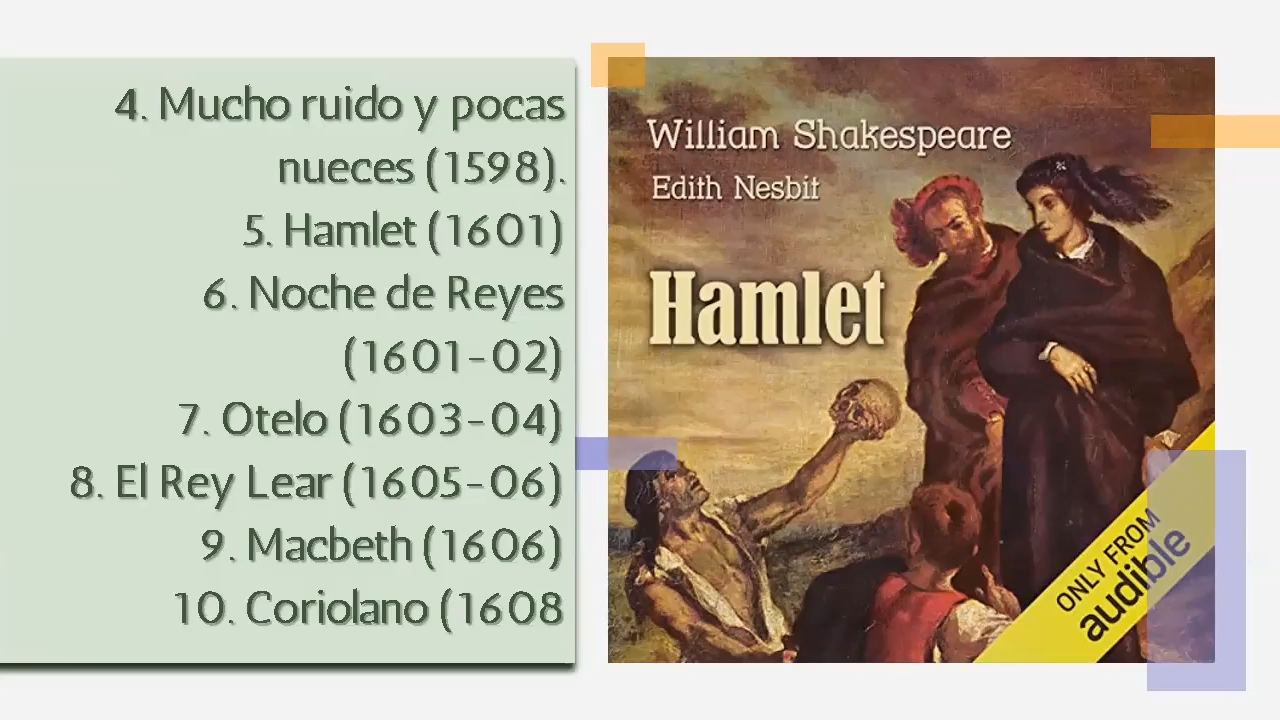 4. Mucho ruido y pocas
nueces (1598).
5. Hamlet (1601)
6. Noche de Reyes
(1601-02)
7. Otelo (1603-04)
8. El Rey Lear (1605-06)
9. Macbeth (1606)
10. Coriolano (1608
William Shakespeare
Edith Nesbit
Hamlet
ONLY FROM
audible